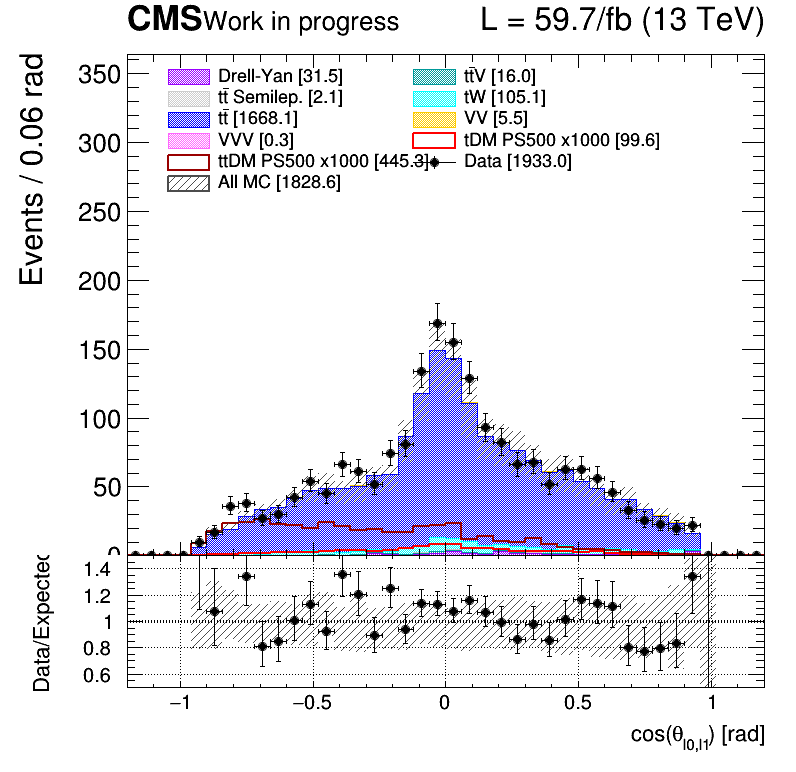 CMS Work in progress L = 59.7/fb (13 TeV)
Events / 0.06 rad
350
300
250
200
150
100
50
0
Drell-Yan [31.5]
tt̄ Semilep. [2.1]
tt̄ [1668.1]
VVV [0.3]
ttDM PS500 x1000 [445.3]
All MC [1828.6]
tt̄V [16.0]
tW [105.1]
VV [5.5]
tDM PS500 x1000 [99.6]
Data [1933.0]
Data/Expected
1.4
1.2
1
0.8
0.6
−1 −0.5 0 0.5 1
cos(θ_l0,l1) [rad]